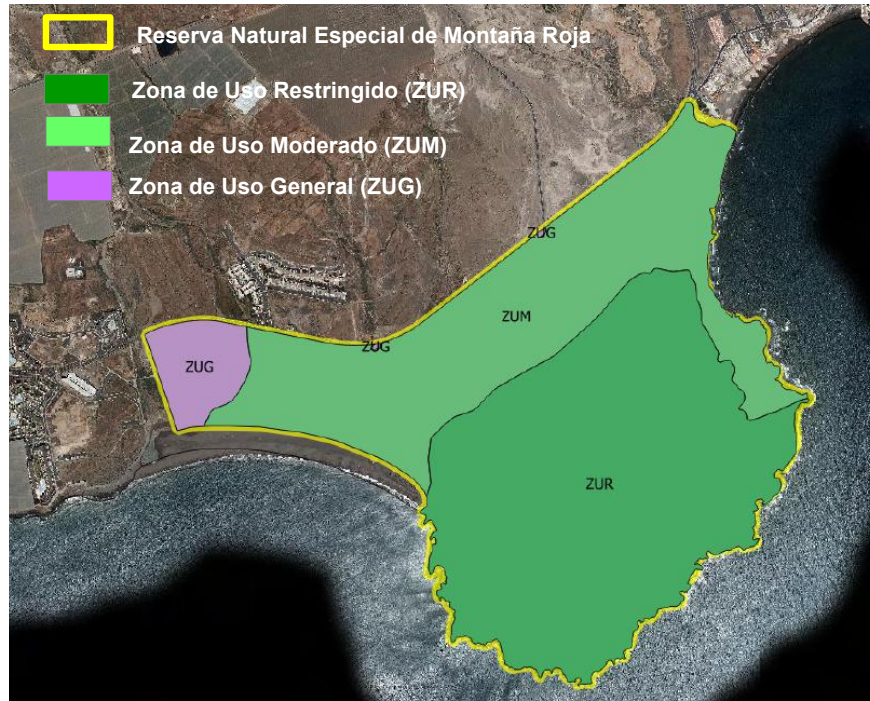 Reserva Natural Especial de Montaña Roja
Zona de Uso Restringido (ZUR)
Zona de Uso Moderado (ZUM)
Zona de Uso General (ZUG)
ZUG
ZUM
ZUG
ZUG
ZUR